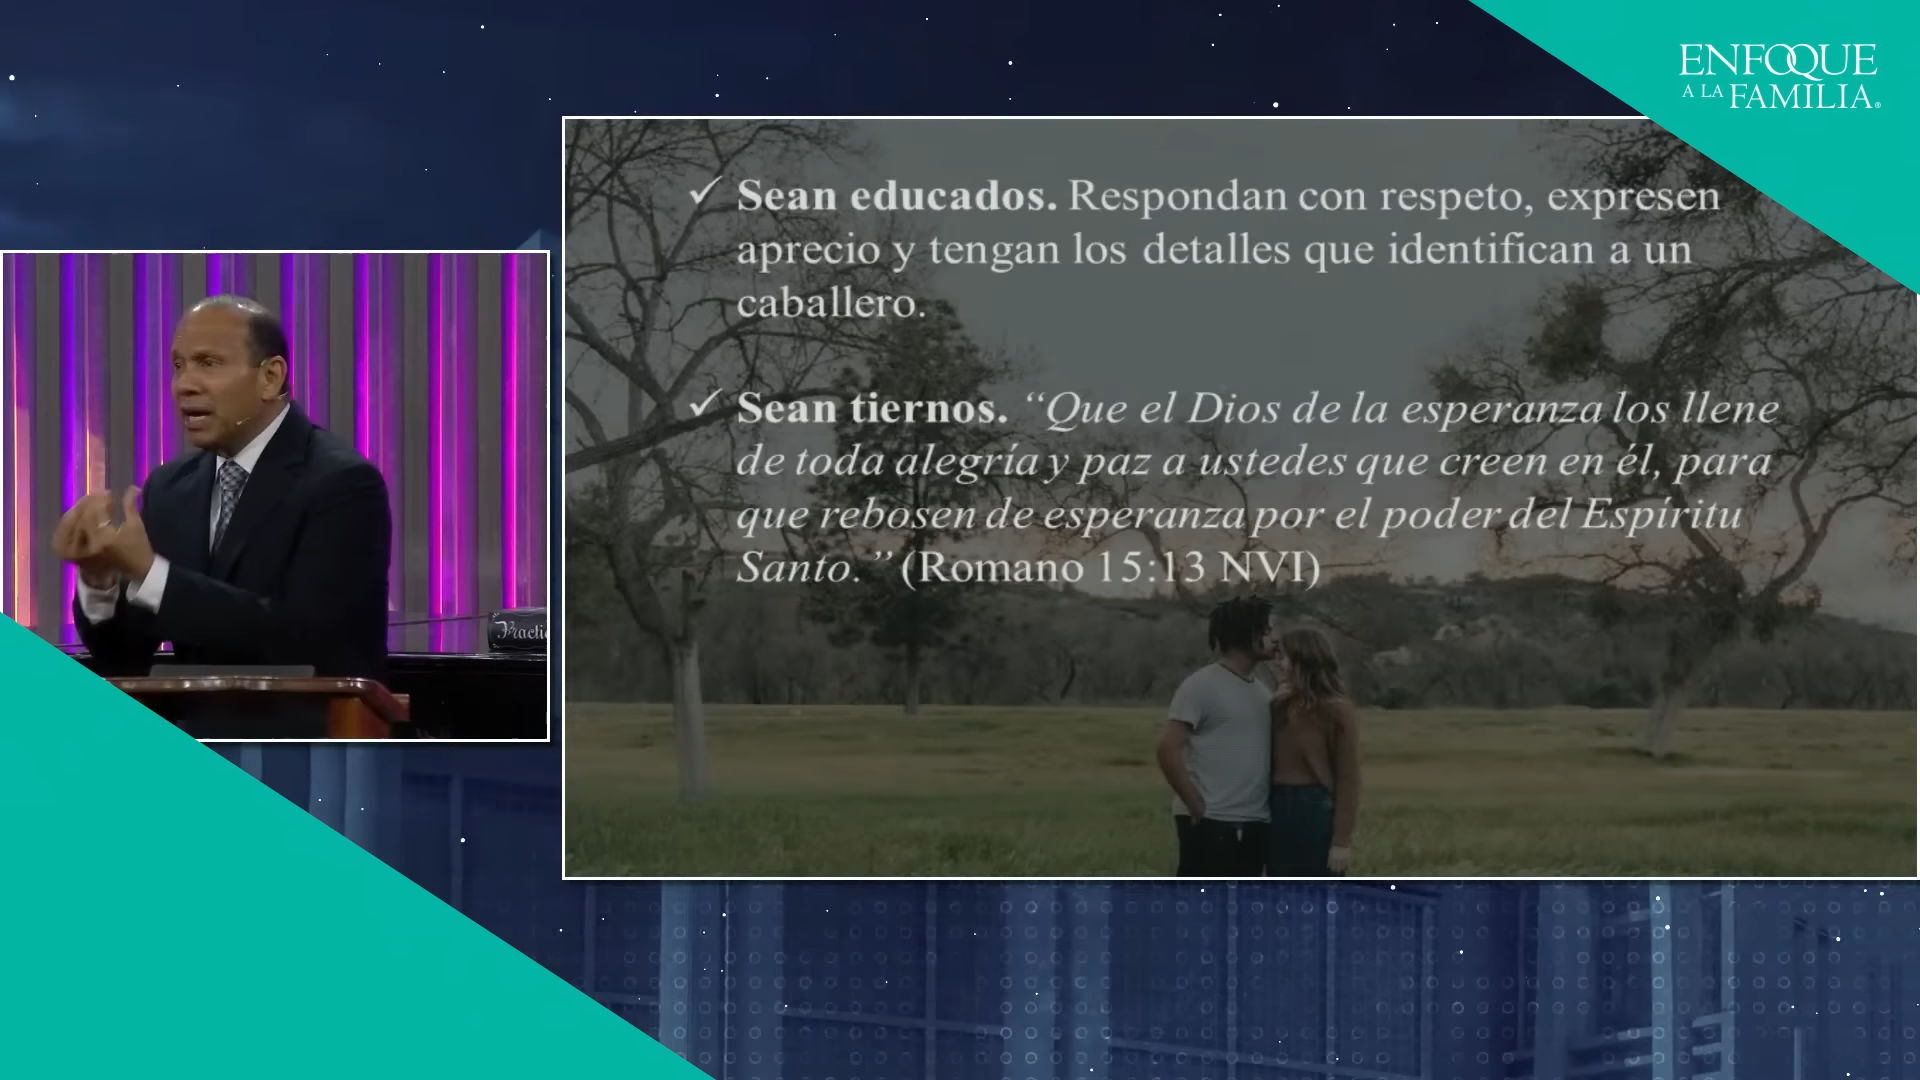 ENFOQUE
A LA FAMILIA®
✓ Sean educados. Respondan con respeto, expresen
aprecio y tengan los detalles que identifican a un
caballero.
✓ Sean tiernos. “Que el Dios de la esperanza los llene
de toda alegría y paz a ustedes que creen en él, para
que rebosen de esperanza por el poder del Espíritu
Santo.” (Romano 15:13 NVI)